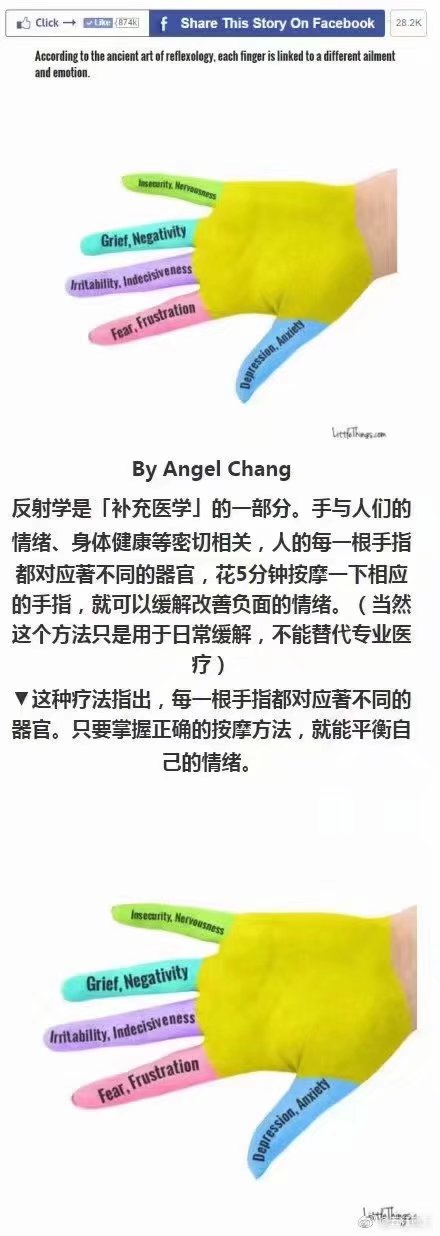 Click → Like (874k) f Share This Story On Facebook 28.2K
According to the ancient art of reflexology, each finger is linked to a different ailment
and emotion.
Insecurity, Nervousness
Grief, Negativity
Irritability, Indecisiveness
Fear, Frustration
Depression, Anxiety
LittleThings.com
By Angel Chang
反射学是「补充医学」的一部分。手与人们的
情绪、身体健康等密切相关，人的每一根手指
都对应著不同的器官，花5分钟按摩一下相应
的手指，就可以缓解改善负面的情绪。（当然
这个方法只是用于日常缓解，不能替代专业医
疗）
▼这种疗法指出，每一根手指都对应著不同的
器官。只要掌握正确的按摩方法，就能平衡自
己的情绪。
Insecurity, Nervousness
Grief, Negativity
Irritability, Indecisiveness
Fear, Frustration
Depression, Anxiety